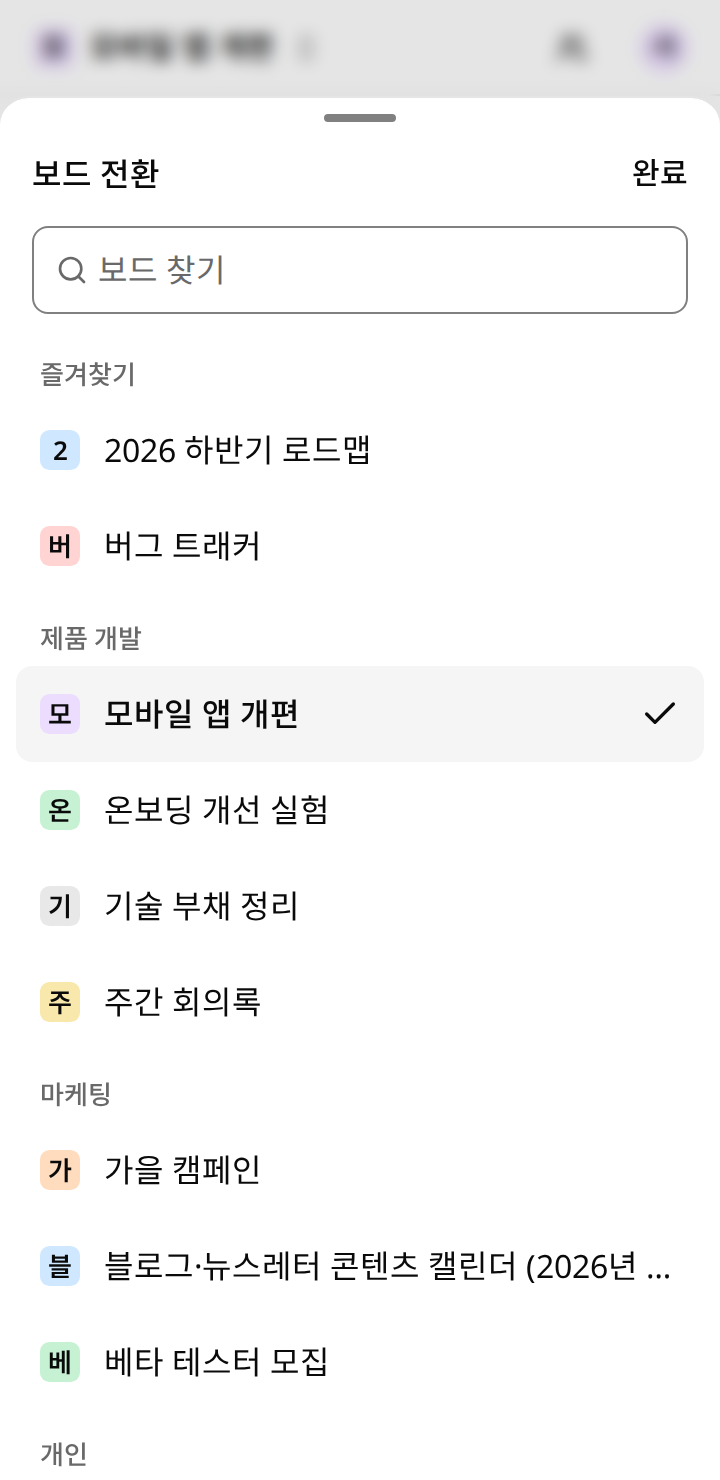 보드 전환
완료
보드 찾기
즐겨찾기
2 2026 하반기 로드맵
버 버그 트래커
제품 개발
모 모바일 앱 개편
온 온보딩 개선 실험
기 기술 부채 정리
주 주간 회의록
마케팅
가 가을 캠페인
블 블로그·뉴스레터 콘텐츠 캘린더 (2026년 ...
베 베타 테스터 모집
개인